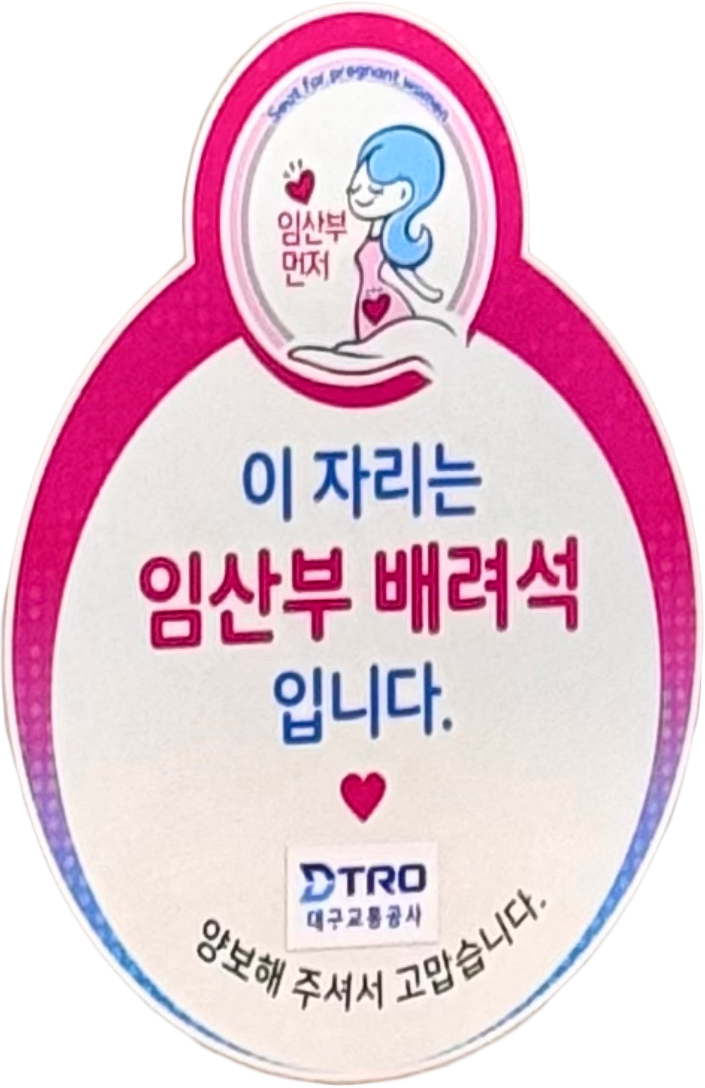 Seat for pregnant women
임산부
먼저
이 자리는
임산부 배려석
입니다.
DTRO
대구교통공사
양보해 주셔서 고맙습니다.